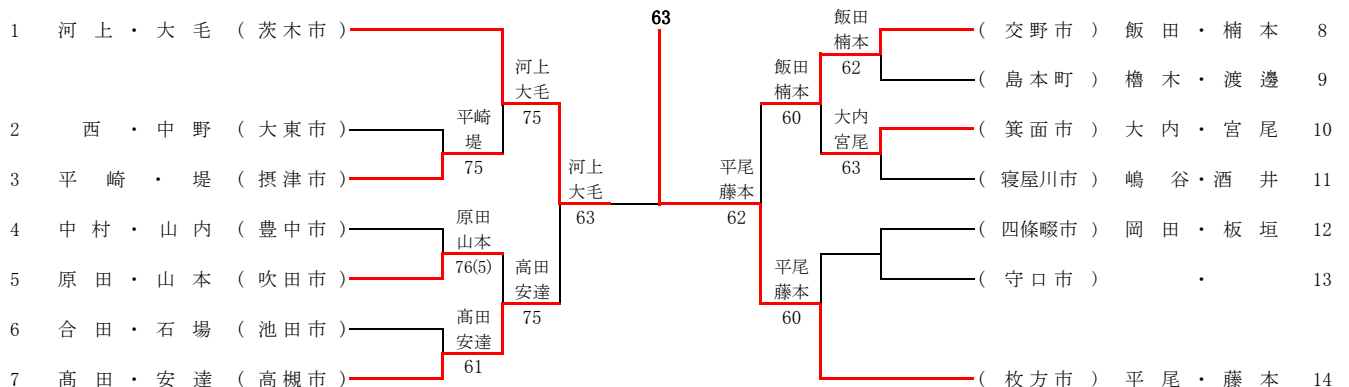 63
1 河上・大毛 (茨木市)
2 西・中野 (大東市)
3 平崎・堤 (摂津市)
4 中村・山内 (豊中市)
5 原田・山本 (吹田市)
6 合田・石場 (池田市)
7 髙田・安達 (高槻市)
平崎
堤
75
原田
山本
76(5)
髙田
安達
61
河上
大毛
75
高田
安達
75
河上
大毛
63
平尾
藤本
62
飯田
楠本
60
平尾
藤本
60
飯田
楠本
62
大内
宮尾
63
(交野市) 飯田・楠本 8
(島本町) 櫓木・渡邊 9
(箕面市) 大内・宮尾 10
(寝屋川市) 嶋谷・酒井 11
(四條畷市) 岡田・板垣 12
(守口市) ・ 13
(枚方市) 平尾・藤本 14